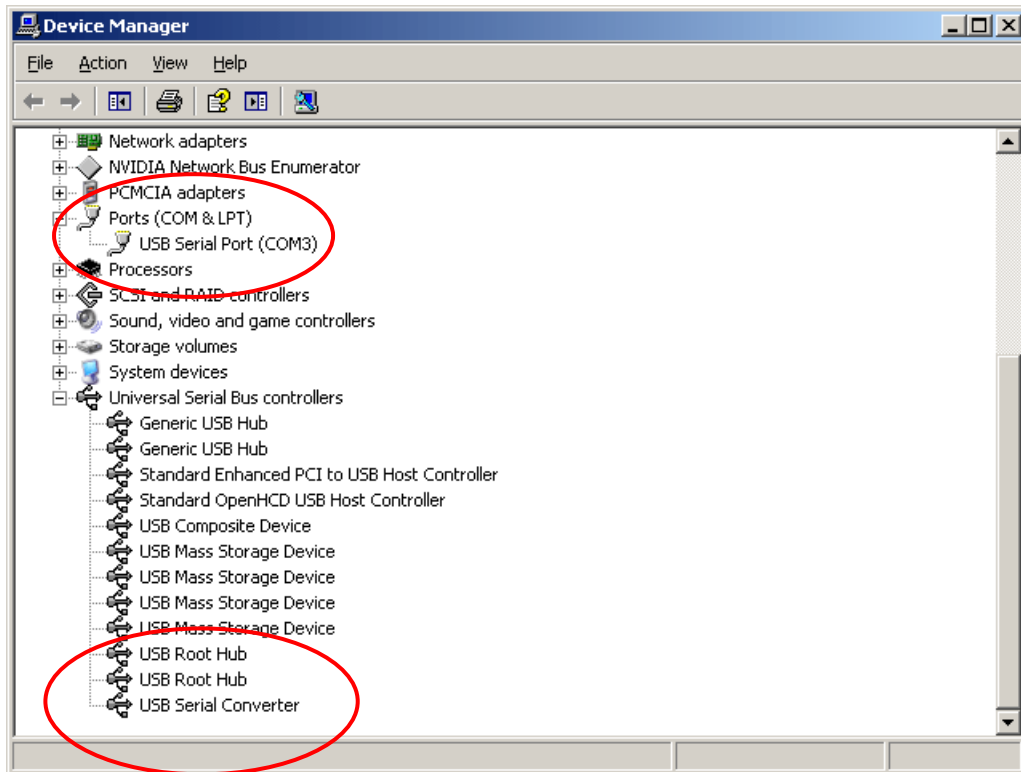 Device Manager
File Action View Help
Network adapters
NVIDIA Network Bus Enumerator
PCMCIA adapters
Ports (COM & LPT)
USB Serial Port (COM3)
Processors
SCSI and RAID controllers
Sound, video and game controllers
Storage volumes
System devices
Universal Serial Bus controllers
Generic USB Hub
Generic USB Hub
Standard Enhanced PCI to USB Host Controller
Standard OpenHCD USB Host Controller
USB Composite Device
USB Mass Storage Device
USB Mass Storage Device
USB Mass Storage Device
USB Mass Storage Device
USB Root Hub
USB Root Hub
USB Serial Converter